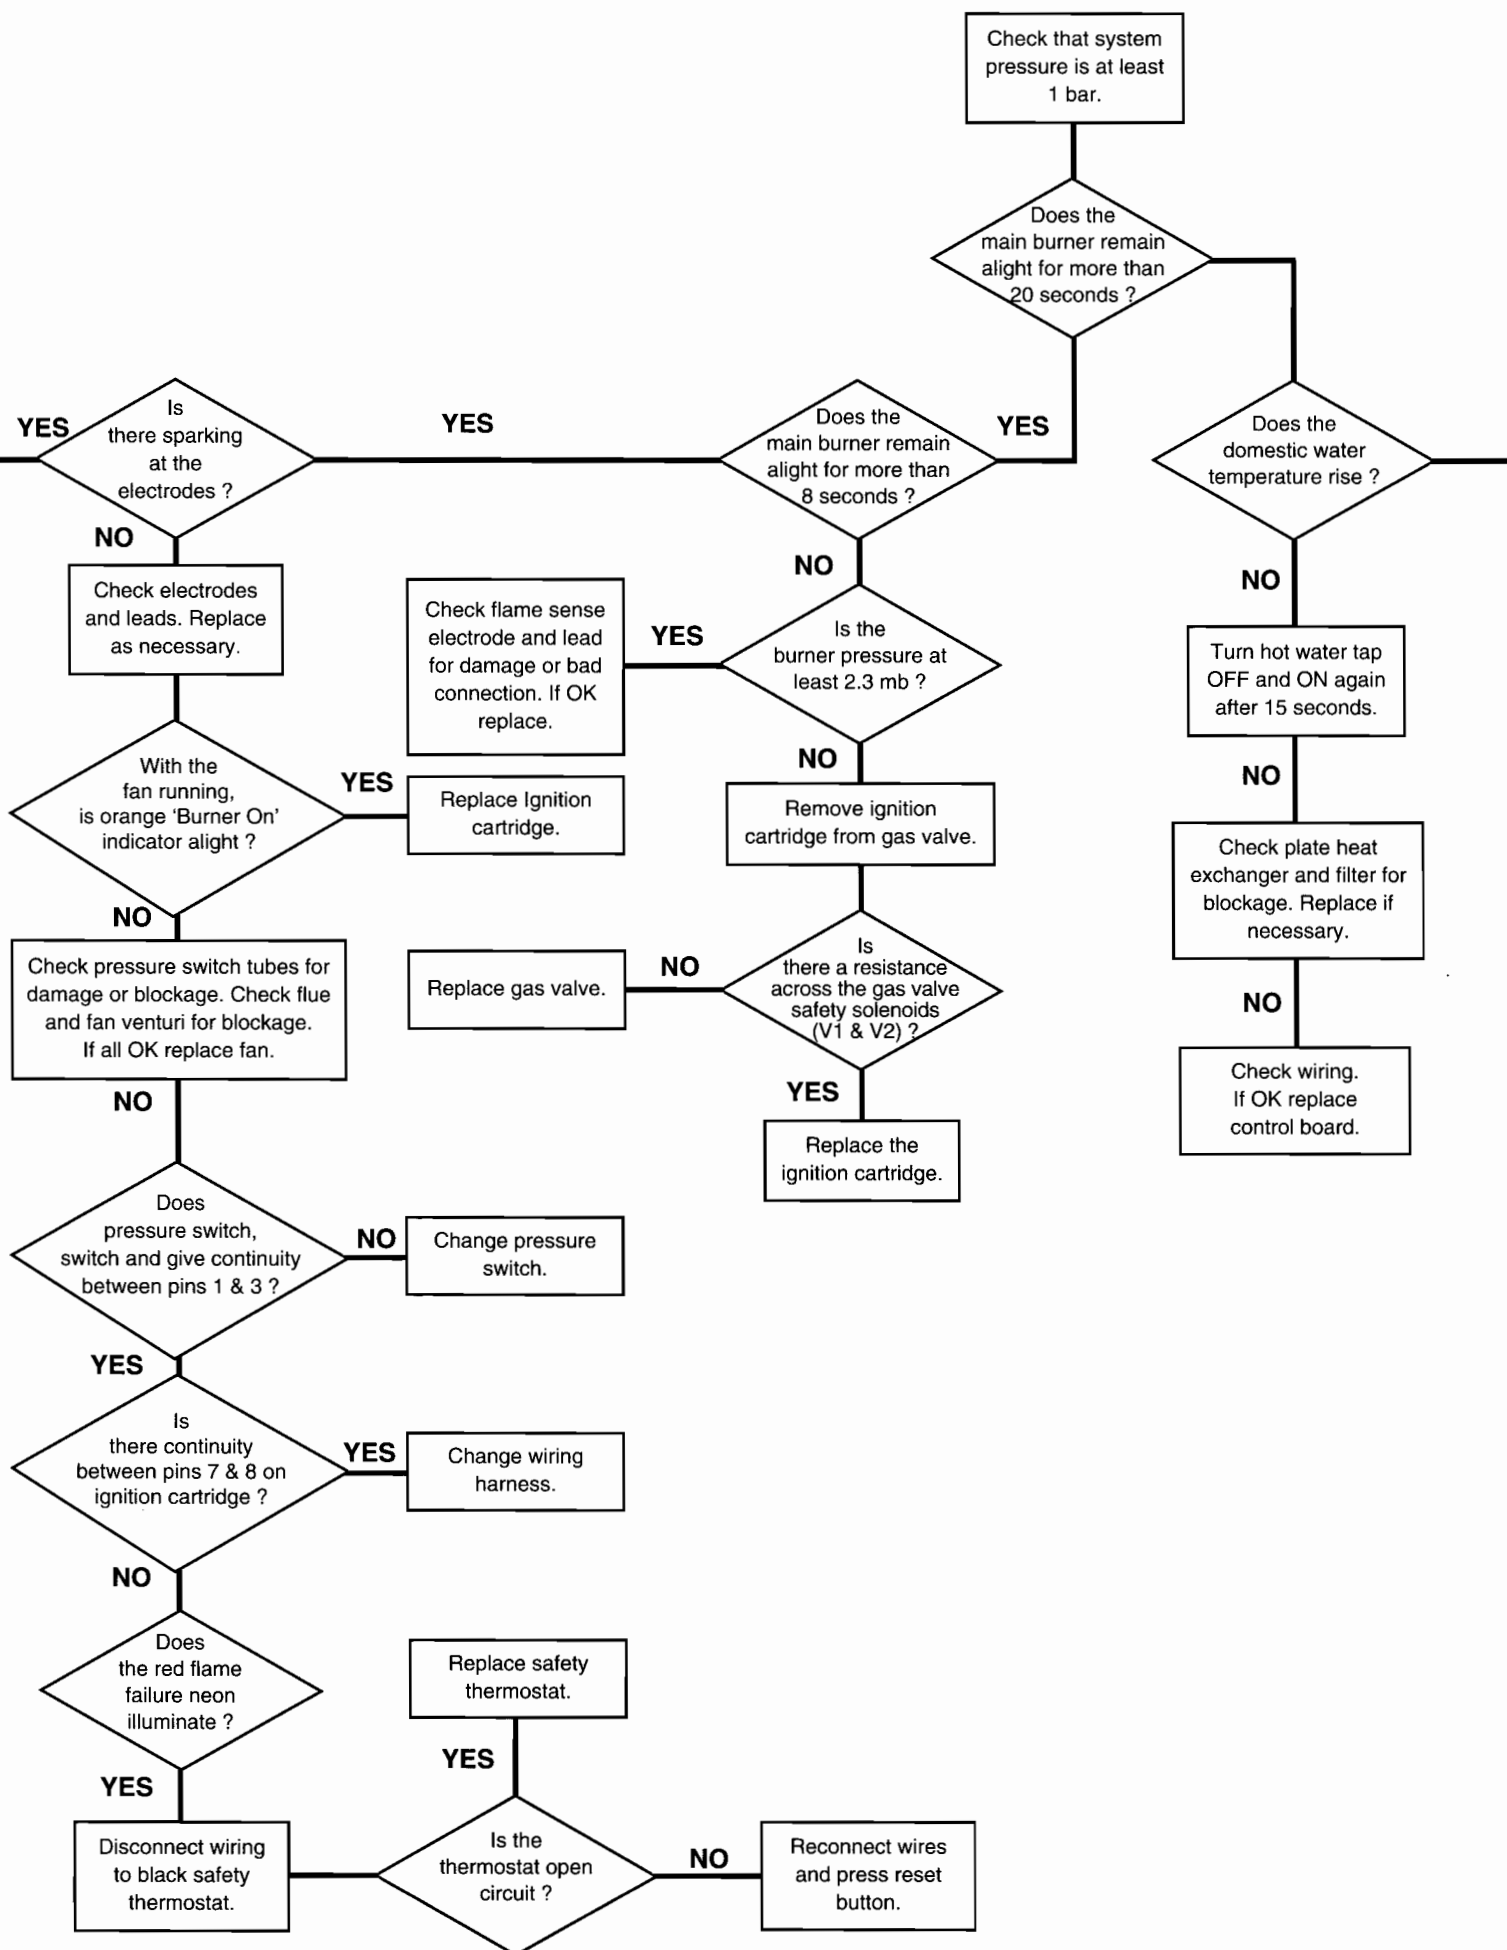 Check that system
pressure is at least
1 bar.
Does the
main burner remain
alight for more than
20 seconds ?
YES
Is
there sparking
at the
electrodes ?
YES
Does the
main burner remain
alight for more than
8 seconds ?
YES
Does the
domestic water
temperature rise ?
NO
Check electrodes
and leads. Replace
as necessary.
With the
fan running,
is orange ‘Burner On’
indicator alight ?
YES
Replace Ignition
cartridge.
NO
Check pressure switch tubes for
damage or blockage. Check flue
and fan venturi for blockage.
If all OK replace fan.
NO
Does
pressure switch,
switch and give continuity
between pins 1 & 3 ?
NO
Change pressure
switch.
YES
Is
there continuity
between pins 7 & 8 on
ignition cartridge ?
YES
Change wiring
harness.
NO
Does
the red flame
failure neon
illuminate ?
YES
Disconnect wiring
to black safety
thermostat.
Is the
thermostat open
circuit ?
YES
Replace safety
thermostat.
NO
Reconnect wires
and press reset
button.
NO
Is the
burner pressure at
least 2.3 mb ?
YES
Check flame sense
electrode and lead
for damage or bad
connection. If OK
replace.
NO
Remove ignition
cartridge from gas valve.
Is
there a resistance
across the gas valve
safety solenoids
(V1 & V2) ?
NO
Replace gas valve.
YES
Replace the
ignition cartridge.
NO
Turn hot water tap
OFF and ON again
after 15 seconds.
NO
Check plate heat
exchanger and filter for
blockage. Replace if
necessary.
NO
Check wiring.
If OK replace
control board.